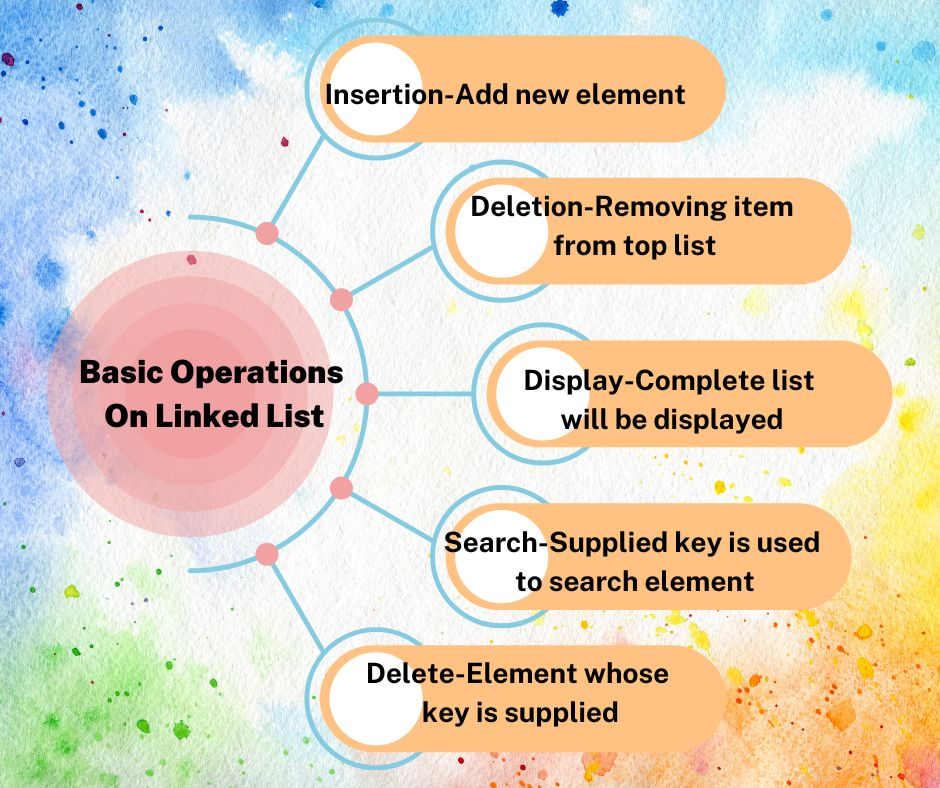 Insertion-Add new element
Deletion-Removing item
from top list
Basic Operations
On Linked List
Display-Complete list
will be displayed
Search-Supplied key is used
to search element
Delete-Element whose
key is supplied